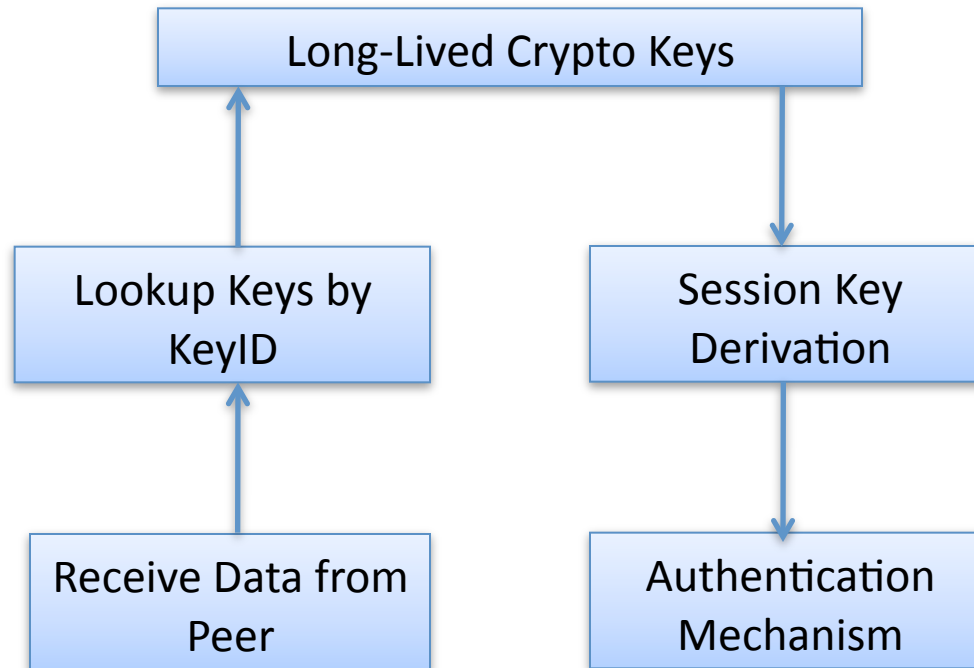 Long-Lived Crypto Keys
Lookup Keys by
KeyID
Session Key
Derivation
Receive Data from
Peer
Authentication
Mechanism